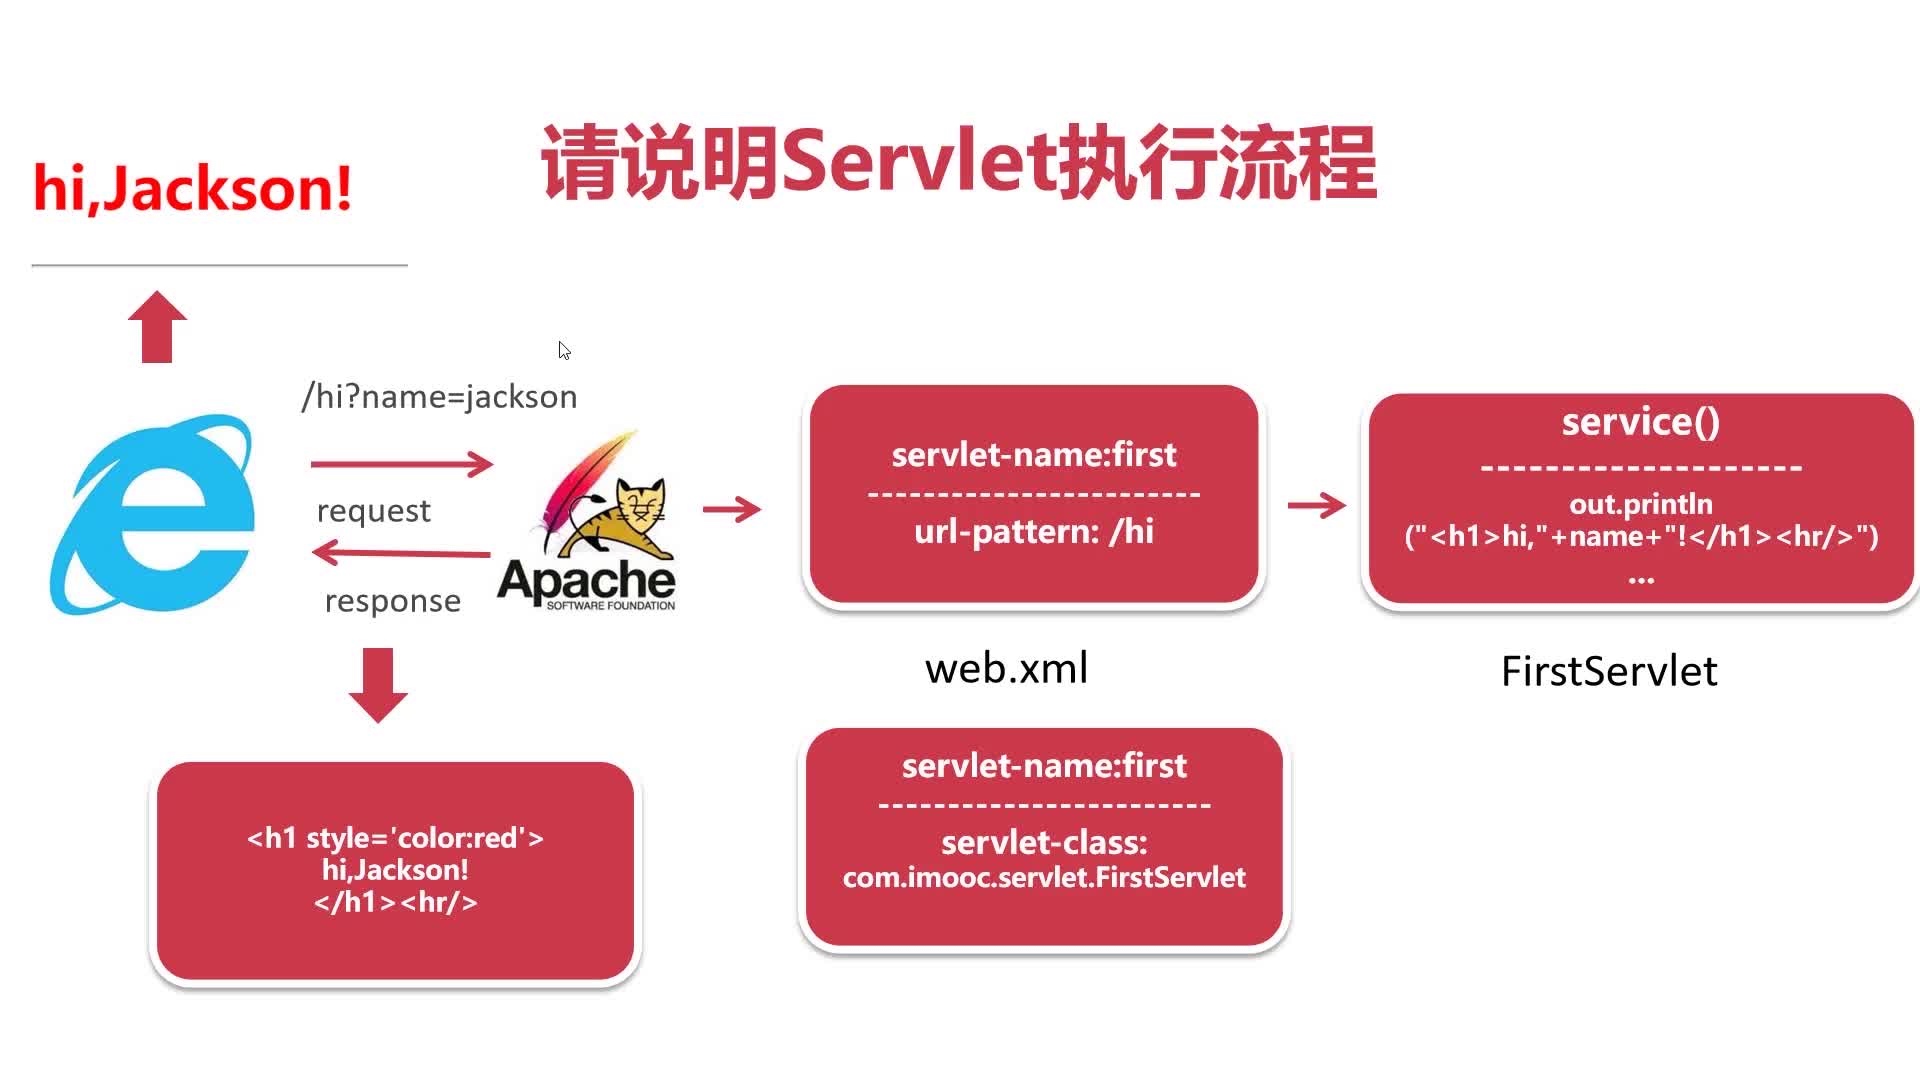 请说明Servlet执行流程
hi,Jackson!
/hi?name=jackson
request
response
Apache
SOFTWARE FOUNDATION
servlet-name:first
------------------------
url-pattern: /hi
web.xml
servlet-name:first
------------------------
servlet-class:
com.imooc.servlet.FirstServlet
service()
--------------------
out.println
("<h1>hi,"+name+"!</h1><hr/>")
...
FirstServlet
<h1 style='color:red'>
hi,Jackson!
</h1><hr/>